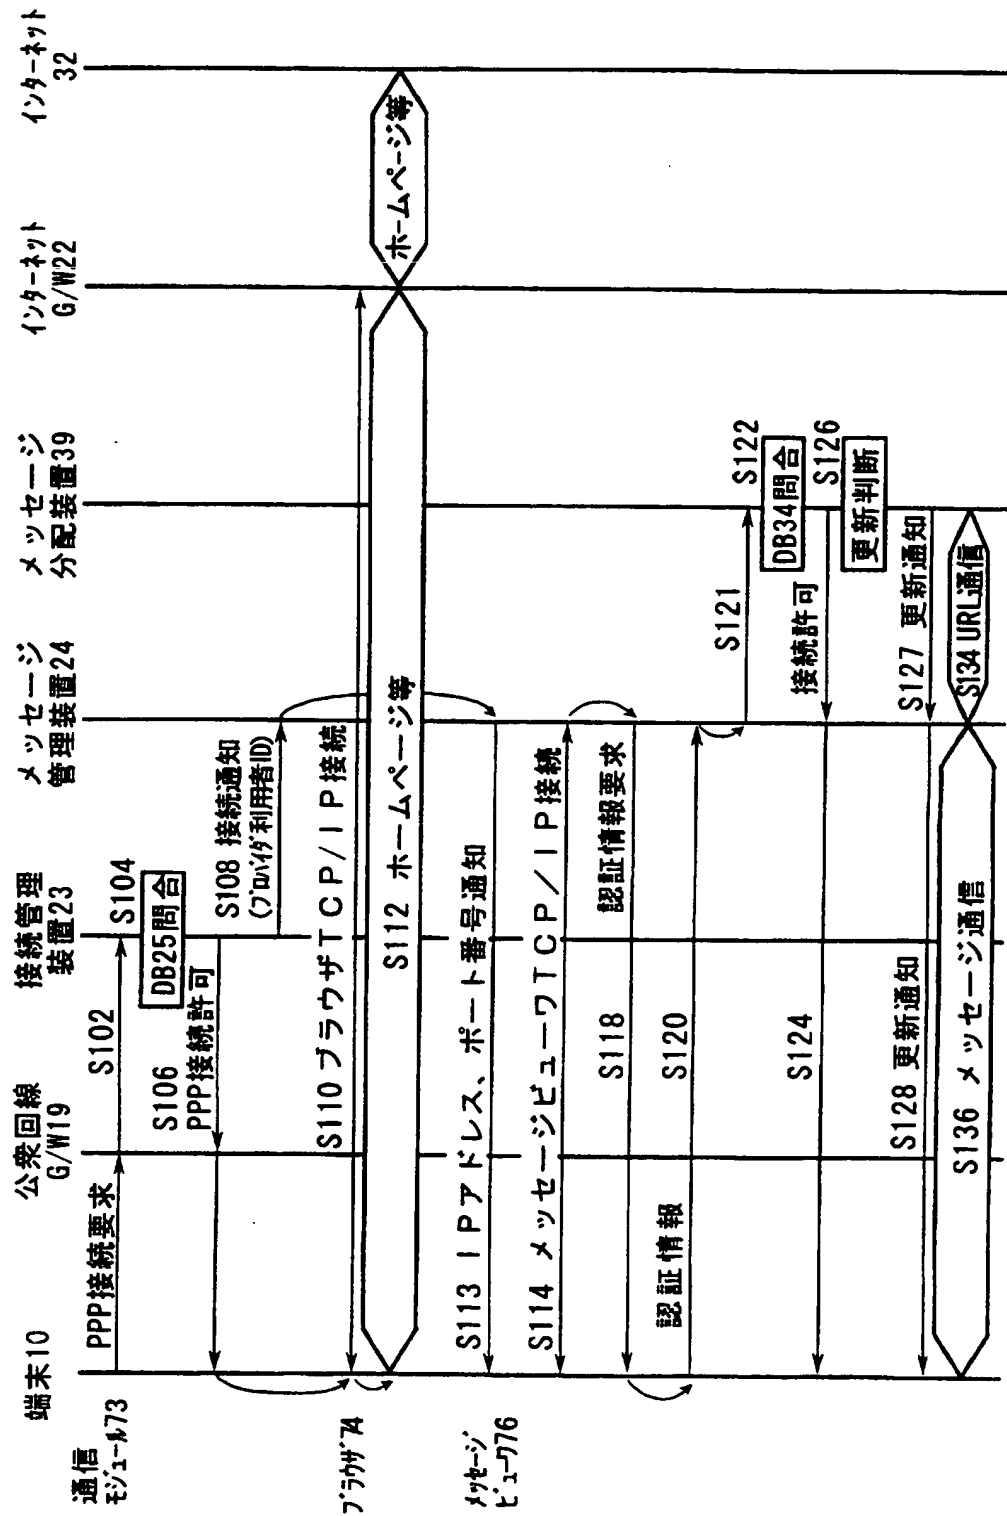 端末10
公衆回線
G/W19
接続管理
装置23
メッセージ
管理装置24
メッセージ
分配装置39
インターネット
G/W22
インターネット
32
通信
モジュール73
PPP接続要求
S102
S104
DB25問合
S106
PPP接続許可
S108 接続通知
(プロバイダ利用者ID)
ブラウザ74
S110 ブラウザTCP/IP接続
S112 ホームページ等
ホームページ等
メッセージ
ビューワ76
S113 IPアドレス、ポート番号通知
S114 メッセージビューワTCP/IP接続
S118
認証情報要求
認証情報
S120
S121
S122
DB34問合
S124
接続許可
S126
更新判断
S127 更新通知
S128 更新通知
S134 URL通信
S136 メッセージ通信